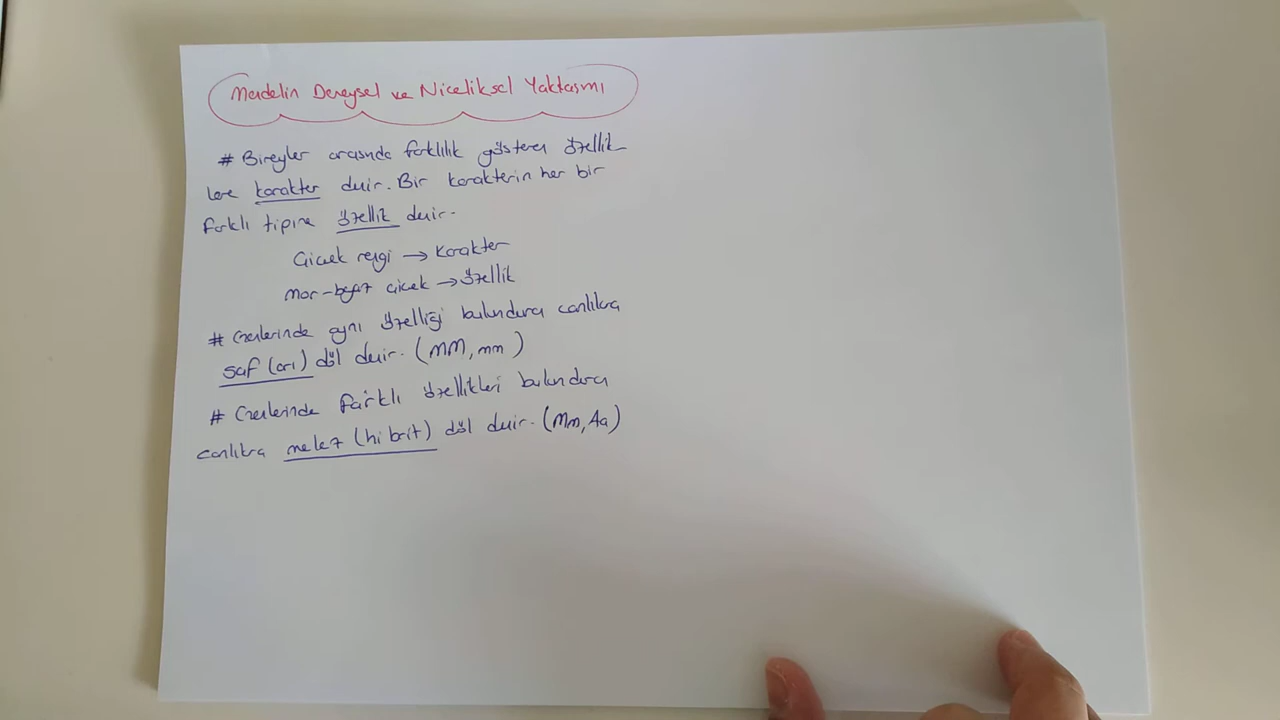 Mendelin Deneysel ve Niceliksel Yaklaşımı
# Bireyler arasında farklılık gösteren özellik
lere karakter denir. Bir karakterin her bir
farklı tipine özellik denir.
Çiçek rengi → Karakter
Mor-beyaz çiçek → özellik
# Genlerinde aynı özelliği bulunduran canlılara
saf (arı) döl denir. (MM, mm)
# Genlerinde farklı özellikleri bulunduran
canlılara melez (hibrit) döl denir. (Mm, Aa)